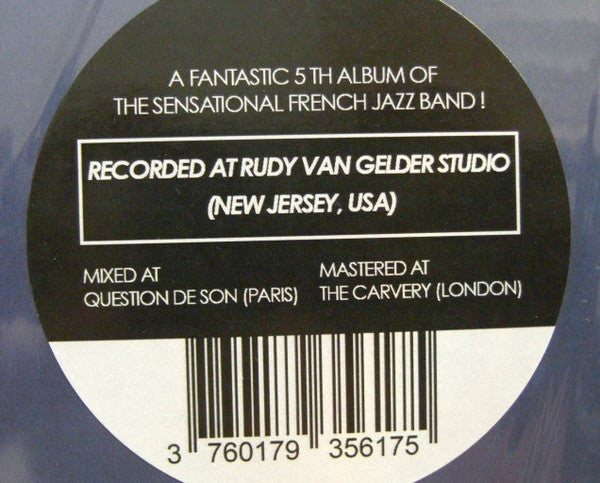 A FANTASTIC 5 TH ALBUM OF
THE SENSATIONAL FRENCH JAZZ BAND !
RECORDED AT RUDY VAN GELDER STUDIO
(NEW JERSEY, USA)
MIXED AT
QUESTION DE SON (PARIS)
MASTERED AT
THE CARVERY (LONDON)
3 760179 356175